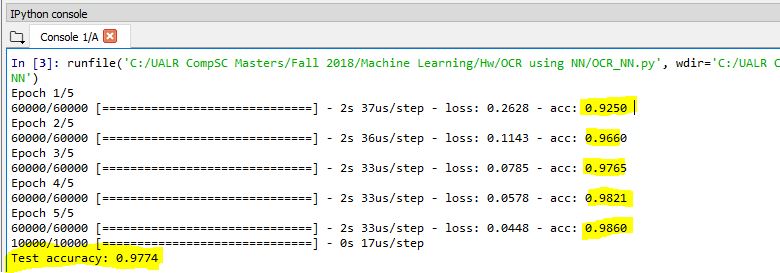 IPython console
Console 1/A
In [3]: runfile('C:/UALR CompSC Masters/Fall 2018/Machine Learning/Hw/OCR using NN/OCR_NN.py', wdir='C:/UALR C
NN')
Epoch 1/5
60000/60000 [==============================] - 2s 37us/step - loss: 0.2628 - acc: 0.9250
Epoch 2/5
60000/60000 [==============================] - 2s 36us/step - loss: 0.1143 - acc: 0.9660
Epoch 3/5
60000/60000 [==============================] - 2s 33us/step - loss: 0.0785 - acc: 0.9765
Epoch 4/5
60000/60000 [==============================] - 2s 33us/step - loss: 0.0578 - acc: 0.9821
Epoch 5/5
60000/60000 [==============================] - 2s 33us/step - loss: 0.0448 - acc: 0.9860
10000/10000 [==============================] - 0s 17us/step
Test accuracy: 0.9774